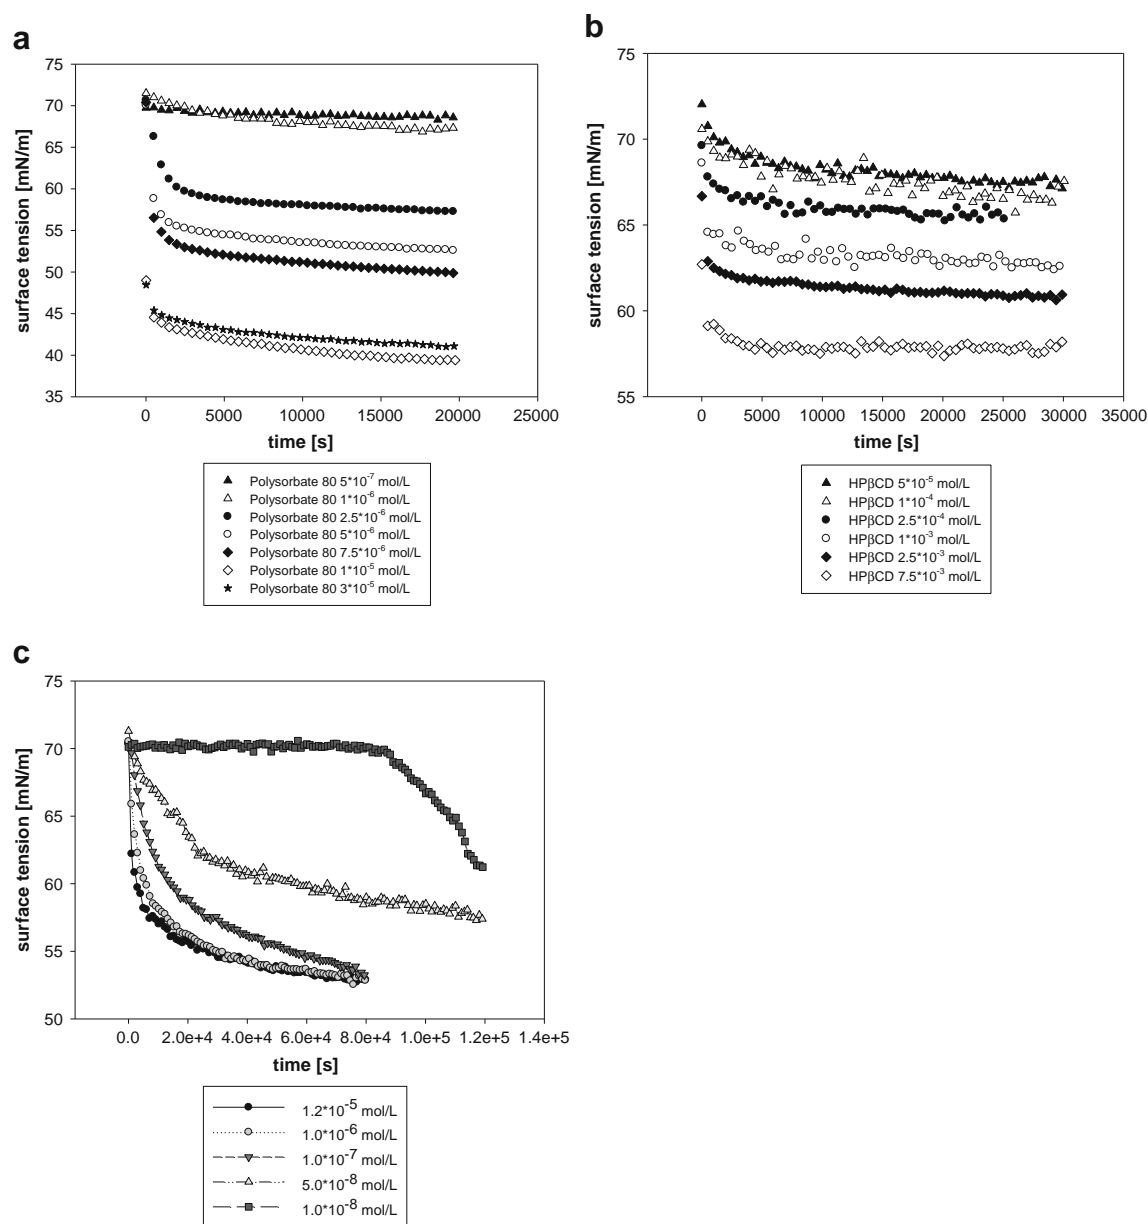 a
75
70
65
60
55
50
45
40
35
surface tension [mN/m]
0 5000 10000 15000 20000 25000
time [s]
Polysorbate 80 5*10⁻⁷ mol/L
Polysorbate 80 1*10⁻⁶ mol/L
Polysorbate 80 2.5*10⁻⁶ mol/L
Polysorbate 80 5*10⁻⁶ mol/L
Polysorbate 80 7.5*10⁻⁶ mol/L
Polysorbate 80 1*10⁻⁵ mol/L
Polysorbate 80 3*10⁻⁵ mol/L
b
75
70
65
60
55
surface tension [mN/m]
0 5000 10000 15000 20000 25000 30000 35000
time [s]
HPβCD 5*10⁻⁵ mol/L
HPβCD 1*10⁻⁴ mol/L
HPβCD 2.5*10⁻⁴ mol/L
HPβCD 1*10⁻³ mol/L
HPβCD 2.5*10⁻³ mol/L
HPβCD 7.5*10⁻³ mol/L
c
75
70
65
60
55
50
surface tension [mN/m]
0.0 2.0e+4 4.0e+4 6.0e+4 8.0e+4 1.0e+5 1.2e+5 1.4e+5
time [s]
1.2*10⁻⁵ mol/L
1.0*10⁻⁶ mol/L
1.0*10⁻⁷ mol/L
5.0*10⁻⁸ mol/L
1.0*10⁻⁸ mol/L